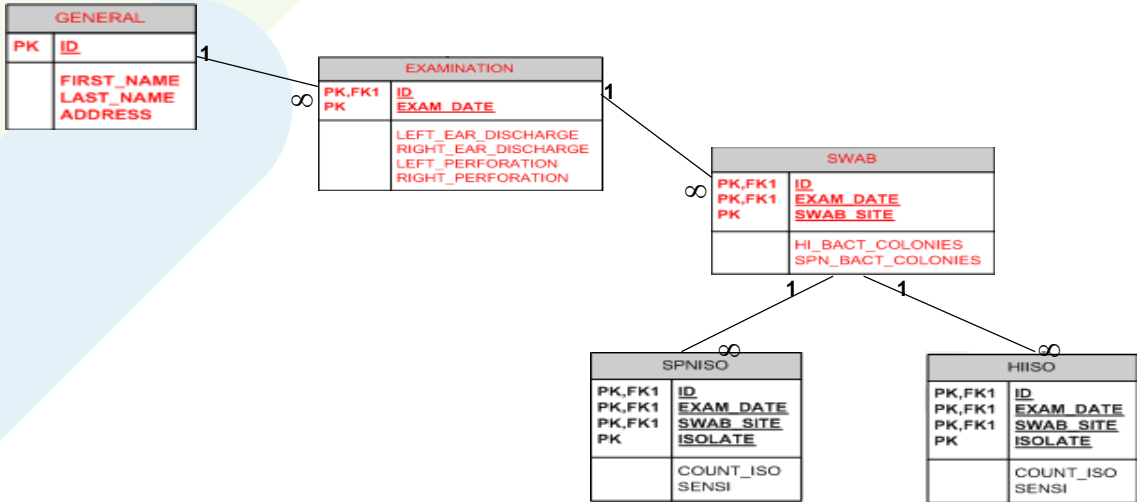 GENERAL
PK ID
FIRST_NAME
LAST_NAME
ADDRESS
1
∞
EXAMINATION
PK,FK1 ID
PK EXAM_DATE
LEFT_EAR_DISCHARGE
RIGHT_EAR_DISCHARGE
LEFT_PERFORATION
RIGHT_PERFORATION
1
∞
SWAB
PK,FK1 ID
PK,FK1 EXAM_DATE
PK SWAB_SITE
HI_BACT_COLONIES
SPN_BACT_COLONIES
1 1
∞ ∞
SPNISO
PK,FK1 ID
PK,FK1 EXAM_DATE
PK,FK1 SWAB_SITE
PK ISOLATE
COUNT_ISO
SENSI
HIISO
PK,FK1 ID
PK,FK1 EXAM_DATE
PK,FK1 SWAB_SITE
PK ISOLATE
COUNT_ISO
SENSI